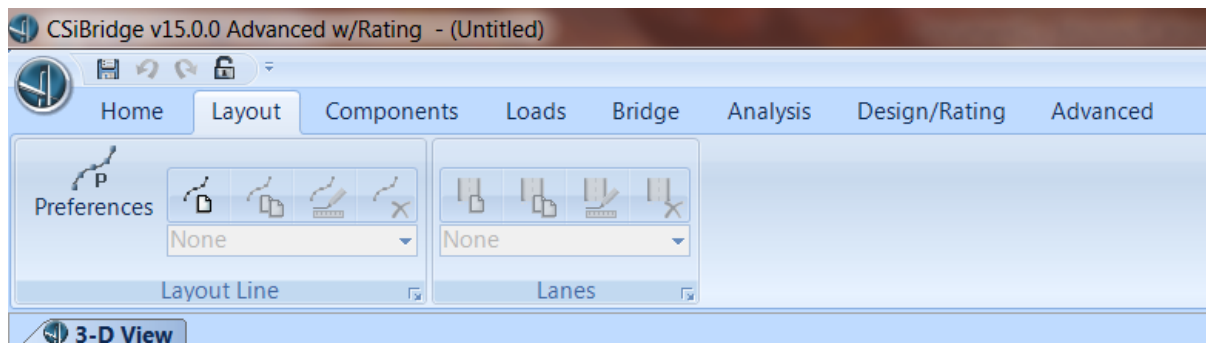 CSiBridge v15.0.0 Advanced w/Rating - (Untitled)
Home Layout Components Loads Bridge Analysis Design/Rating Advanced
P
Preferences
None None
Layout Line Lanes
3-D View